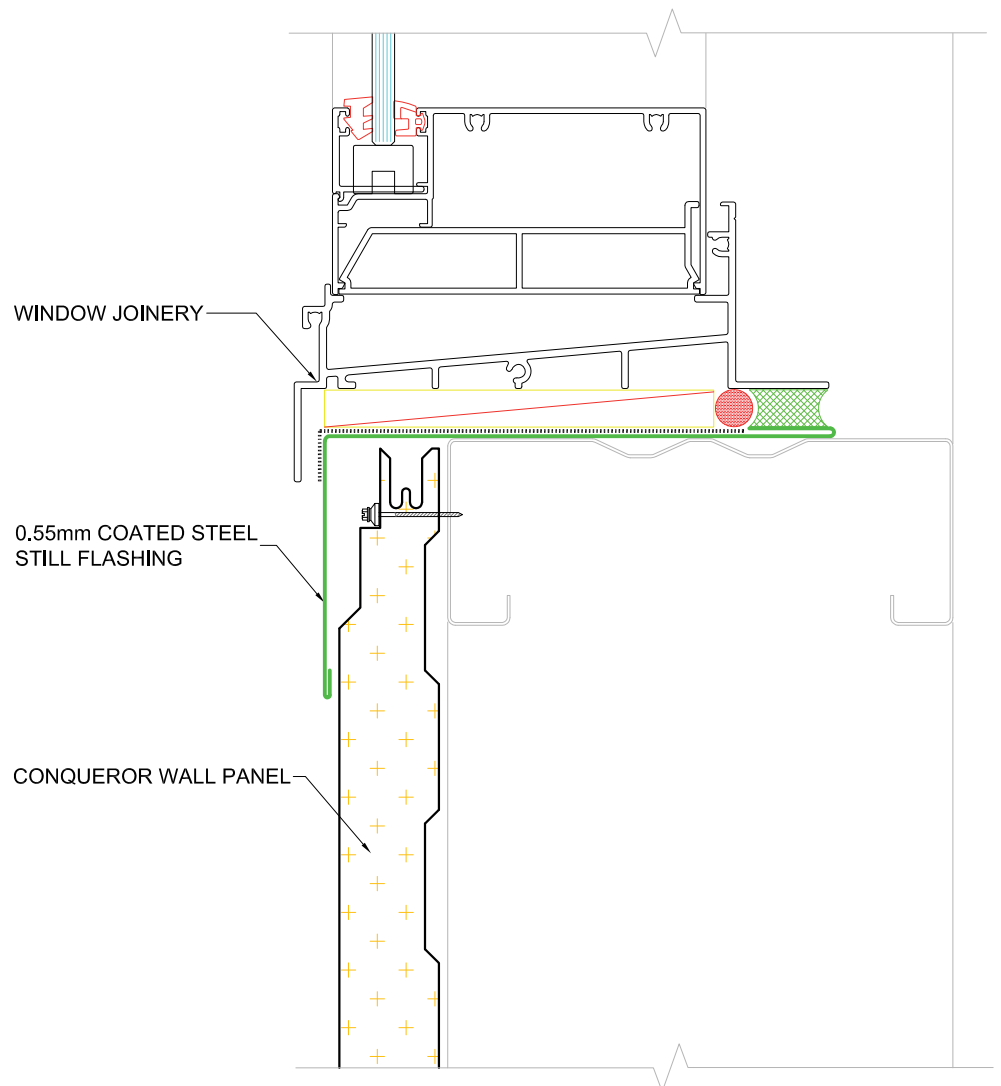 WINDOW JOINERY
0.55mm COATED STEEL
STILL FLASHING
CONQUEROR WALL PANEL